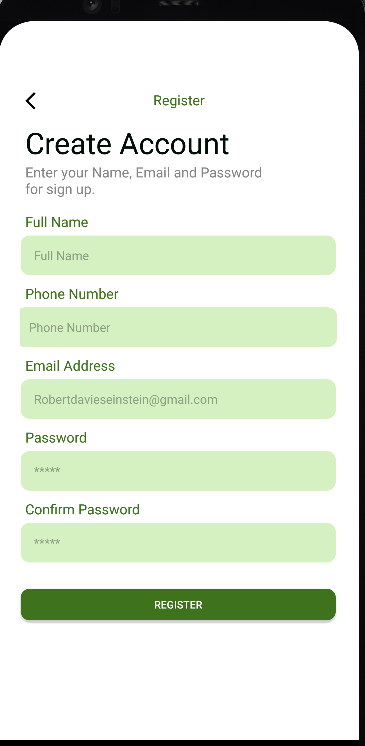 Register
Create Account
Enter your Name, Email and Password
for sign up.
Full Name
Full Name
Phone Number
Phone Number
Email Address
Robertdavieseinstein@gmail.com
Password
*****
Confirm Password
*****
REGISTER